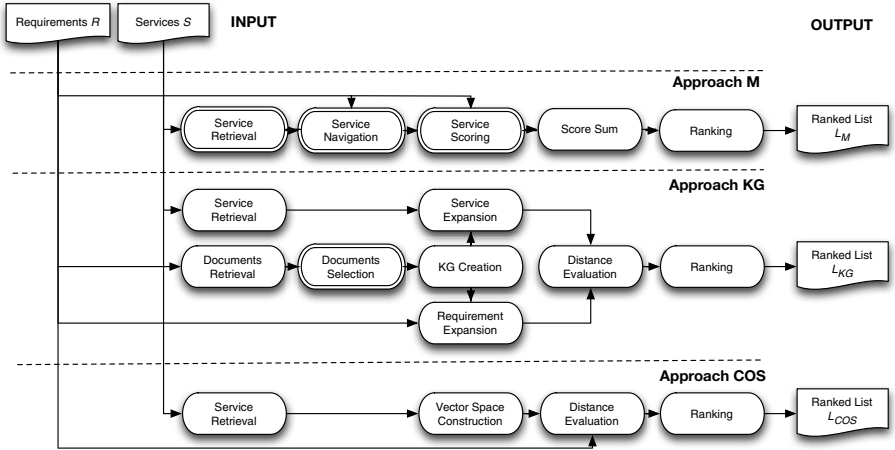 Requirements R
Services S
INPUT
OUTPUT
Approach M
Service
Retrieval
Service
Navigation
Service
Scoring
Score Sum
Ranking
Ranked List
LM
Approach KG
Service
Retrieval
Service
Expansion
Documents
Retrieval
Documents
Selection
KG Creation
Distance
Evaluation
Ranking
Ranked List
LKG
Requirement
Expansion
Approach COS
Service
Retrieval
Vector Space
Construction
Distance
Evaluation
Ranking
Ranked List
LCOS